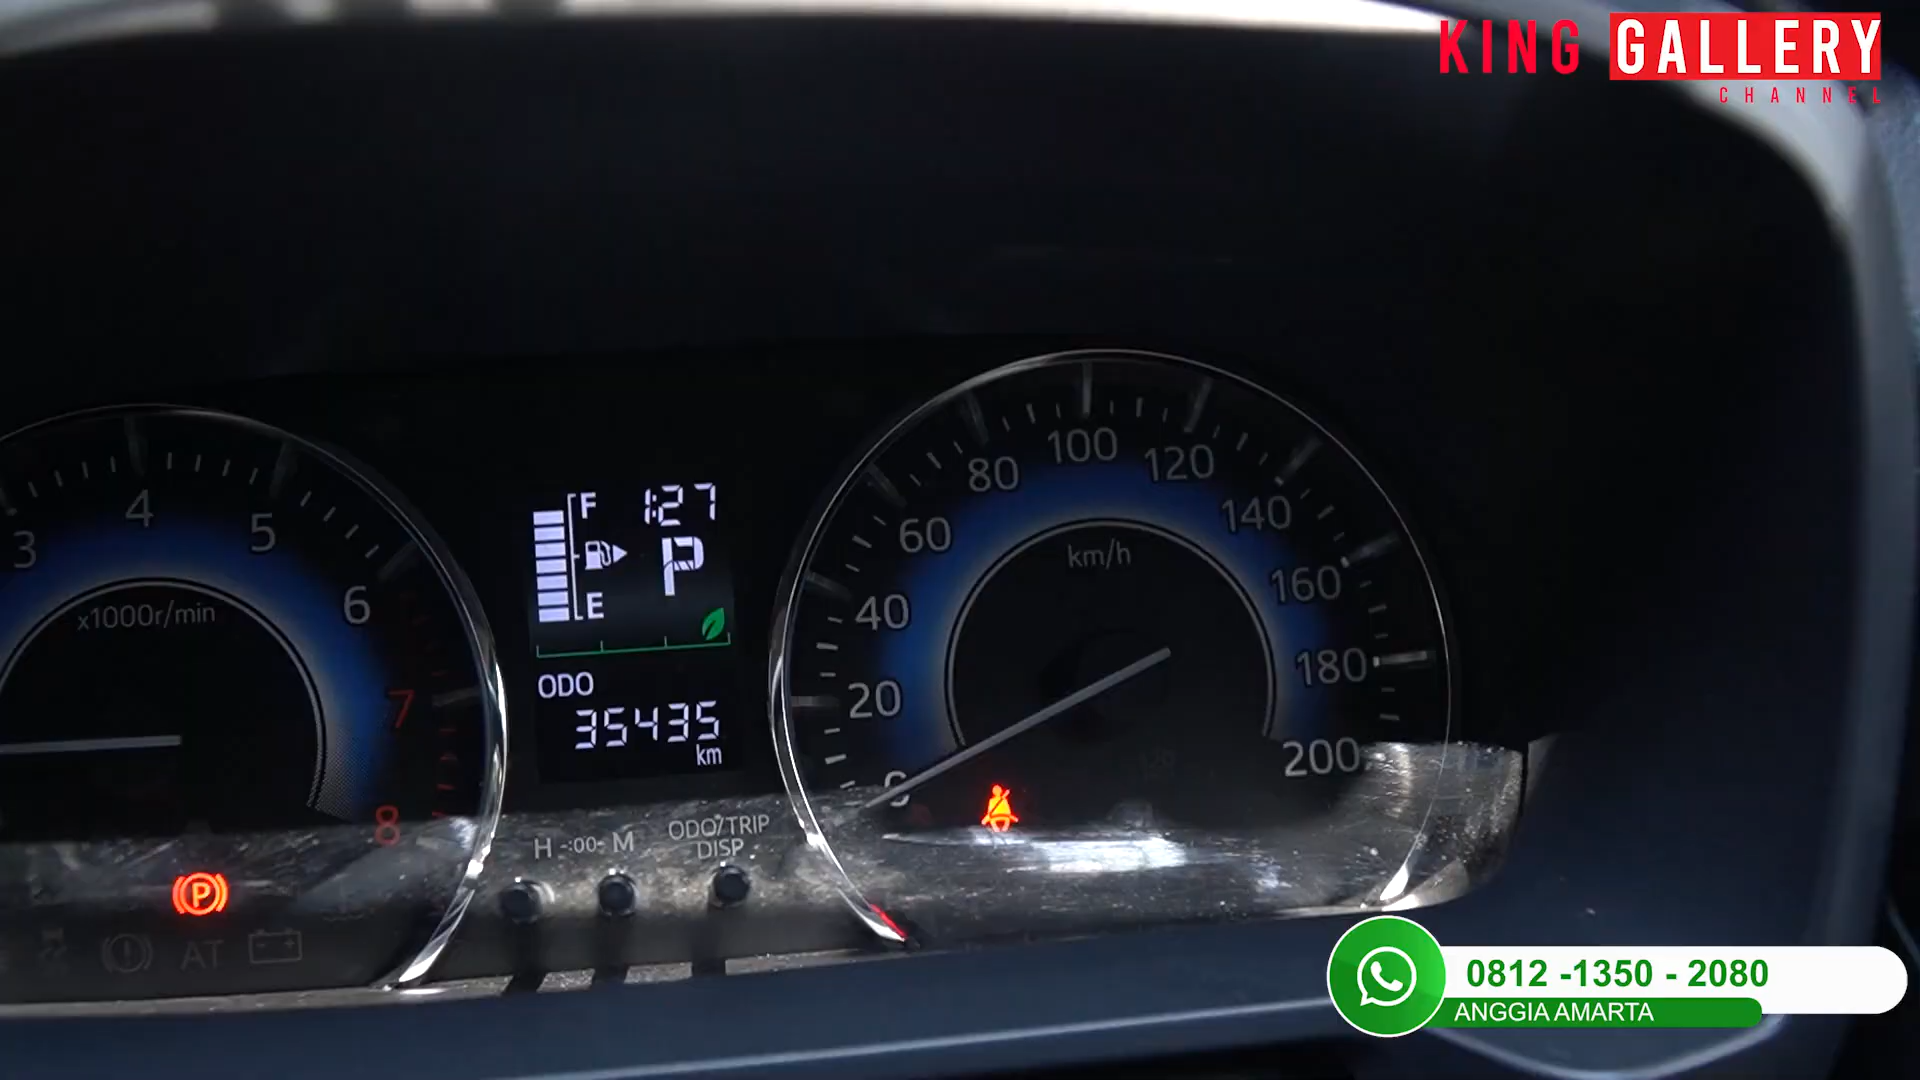 KING GALLERY
CHANNEL
3
4
5
6
7
8
x1000r/min
F
1:27
P
E
ODO
35435
km
0
20
40
60
80
100
120
140
160
180
200
km/h
H -:00- M
ODO/TRIP
DISP
P
AT
0812 -1350 - 2080
ANGGIA AMARTA